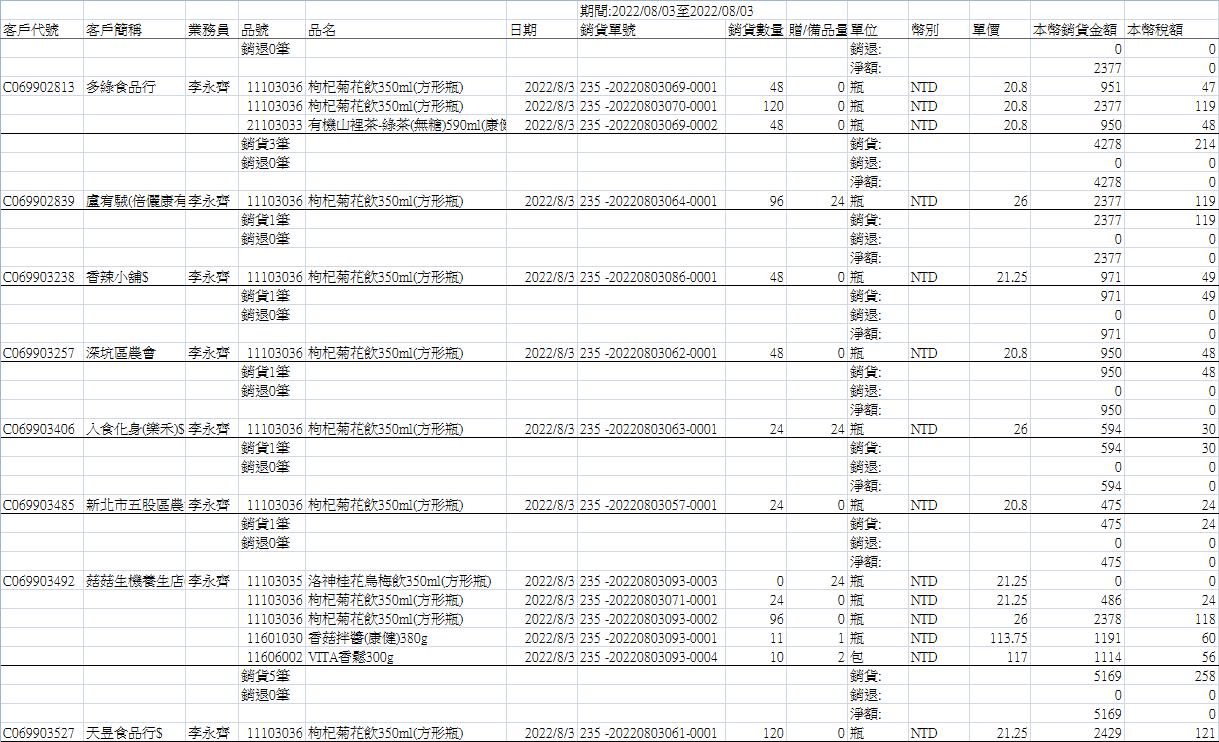 期間:2022/08/03至2022/08/03
客戶代號 客戶簡稱 業務員 品號 品名 日期 銷貨單號 銷貨數量 贈/備品量 單位 幣別 單價 本幣銷貨金額 本幣稅額
銷退0筆 銷退: 0 0
淨額: 2377 0
C069902813 多綠食品行 李永齊 11103036 枸杞菊花飲350ml(方形瓶) 2022/8/3 235 -20220803069-0001 48 0 瓶 NTD 20.8 951 47
11103036 枸杞菊花飲350ml(方形瓶) 2022/8/3 235 -20220803070-0001 120 0 瓶 NTD 20.8 2377 119
21103033 有機山裡茶-綠茶(無糖)590ml(康健 2022/8/3 235 -20220803069-0002 48 0 瓶 NTD 20.8 950 48
銷貨3筆 銷貨: 4278 214
銷退0筆 銷退: 0 0
淨額: 4278 0
C069902839 盧宥駖(倍儷康有 李永齊 11103036 枸杞菊花飲350ml(方形瓶) 2022/8/3 235 -20220803064-0001 96 24 瓶 NTD 26 2377 119
銷貨1筆 銷貨: 2377 119
銷退0筆 銷退: 0 0
淨額: 2377 0
C069903238 香辣小舖$ 李永齊 11103036 枸杞菊花飲350ml(方形瓶) 2022/8/3 235 -20220803086-0001 48 0 瓶 NTD 21.25 971 49
銷貨1筆 銷貨: 971 49
銷退0筆 銷退: 0 0
淨額: 971 0
C069903257 深坑區農會 李永齊 11103036 枸杞菊花飲350ml(方形瓶) 2022/8/3 235 -20220803062-0001 48 0 瓶 NTD 20.8 950 48
銷貨1筆 銷貨: 950 48
銷退0筆 銷退: 0 0
淨額: 950 0
C069903406 人食化身(樂禾)$ 李永齊 11103036 枸杞菊花飲350ml(方形瓶) 2022/8/3 235 -20220803063-0001 24 24 瓶 NTD 26 594 30
銷貨1筆 銷貨: 594 30
銷退0筆 銷退: 0 0
淨額: 594 0
C069903485 新北市五股區農 李永齊 11103036 枸杞菊花飲350ml(方形瓶) 2022/8/3 235 -20220803057-0001 24 0 瓶 NTD 20.8 475 24
銷貨1筆 銷貨: 475 24
銷退0筆 銷退: 0 0
淨額: 475 0
C069903492 菇菇生機養生店 李永齊 11103035 洛神桂花烏梅飲350ml(方形瓶) 2022/8/3 235 -20220803093-0003 0 24 瓶 NTD 21.25 0 0
11103036 枸杞菊花飲350ml(方形瓶) 2022/8/3 235 -20220803071-0001 24 0 瓶 NTD 21.25 486 24
11103036 枸杞菊花飲350ml(方形瓶) 2022/8/3 235 -20220803093-0002 96 0 瓶 NTD 26 2378 118
11601030 香菇拌醬(康健)380g 2022/8/3 235 -20220803093-0001 11 1 瓶 NTD 113.75 1191 60
11606002 VITA香鬆300g 2022/8/3 235 -20220803093-0004 10 2 包 NTD 117 1114 56
銷貨5筆 銷貨: 5169 258
銷退0筆 銷退: 0 0
淨額: 5169 0
C069903527 天昱食品行$ 李永齊 11103036 枸杞菊花飲350ml(方形瓶) 2022/8/3 235 -20220803061-0001 120 0 瓶 NTD 21.25 2429 121